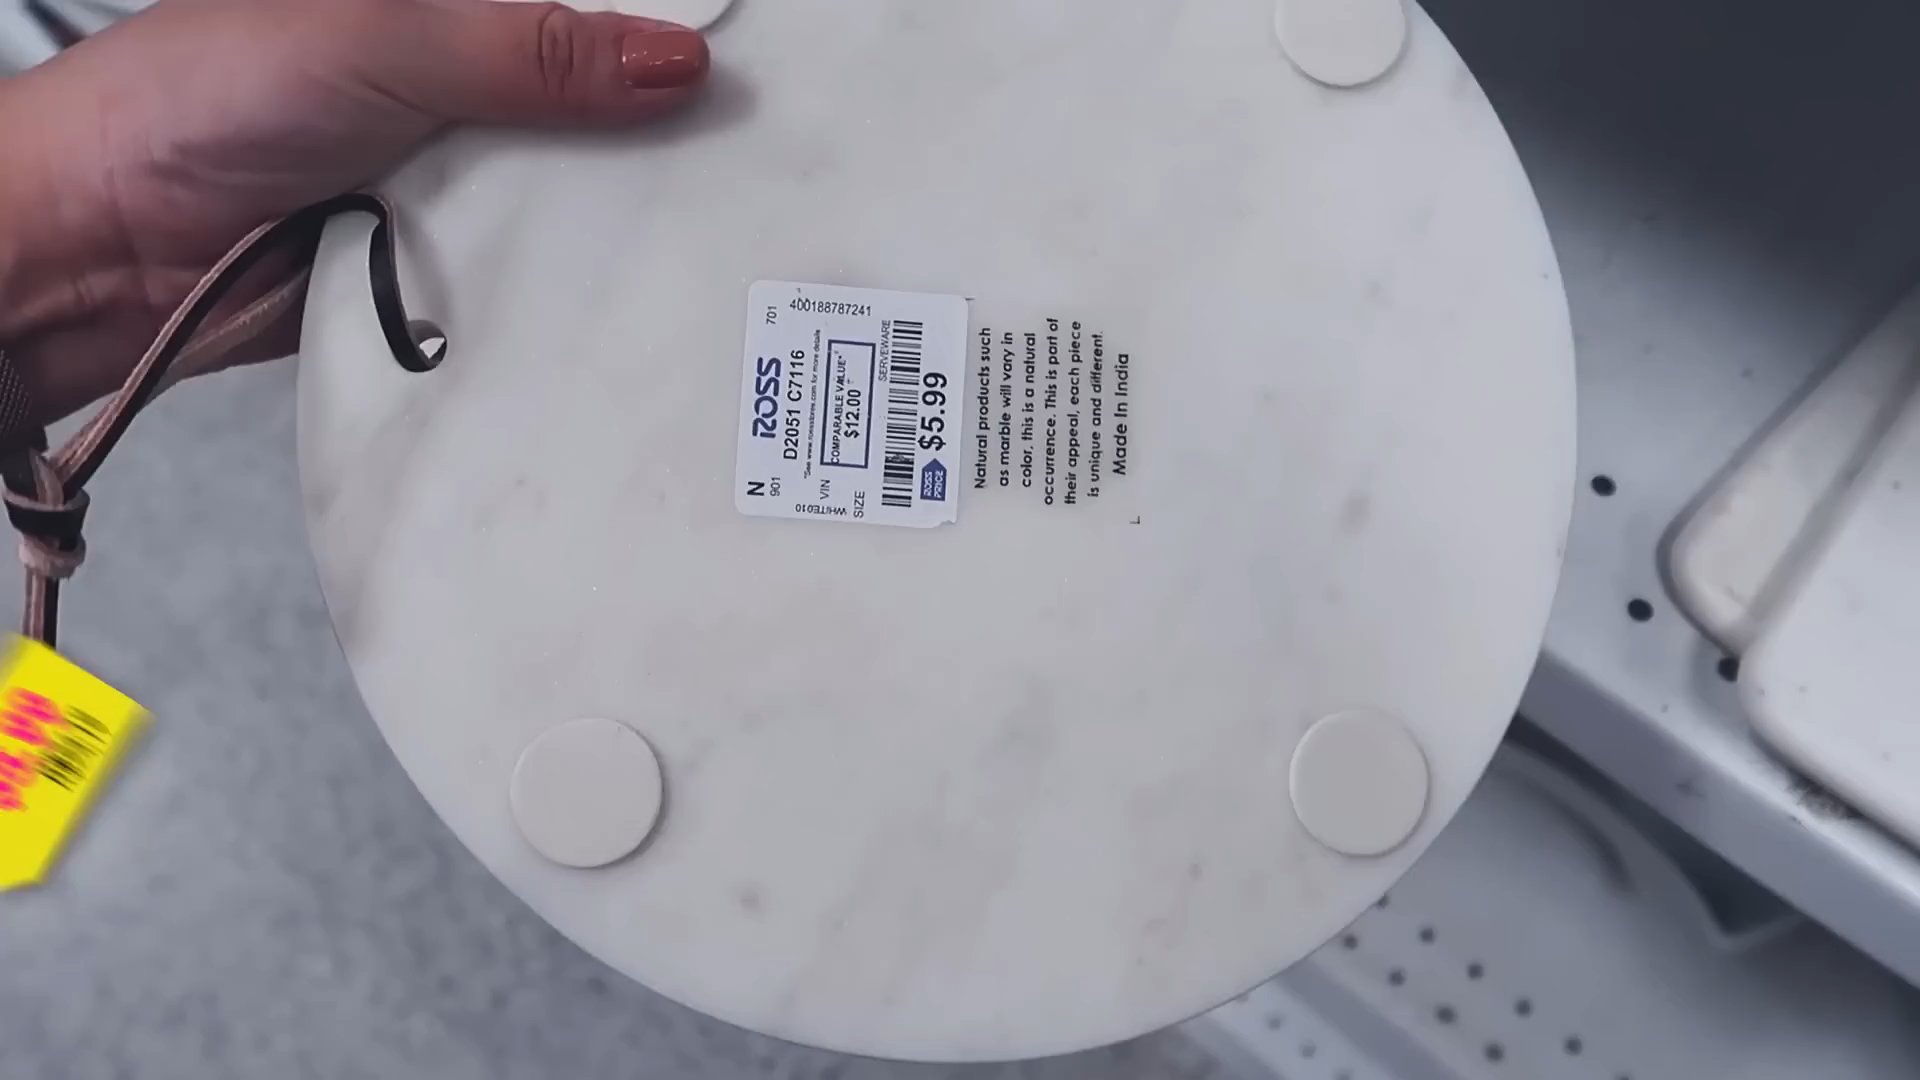 N
ROSS
901
701
D2051 C7116
400188787241
*See www.rossstores.com for more details
VIN
COMPARABLE VALUE*
$12.00
WHITE010
SIZE
SERVEWARE
ROSS
PRICE
$5.99
Natural products such
as marble will vary in
color, this is a natural
occurrence. This is part of
their appeal, each piece
is unique and different.
Made In India